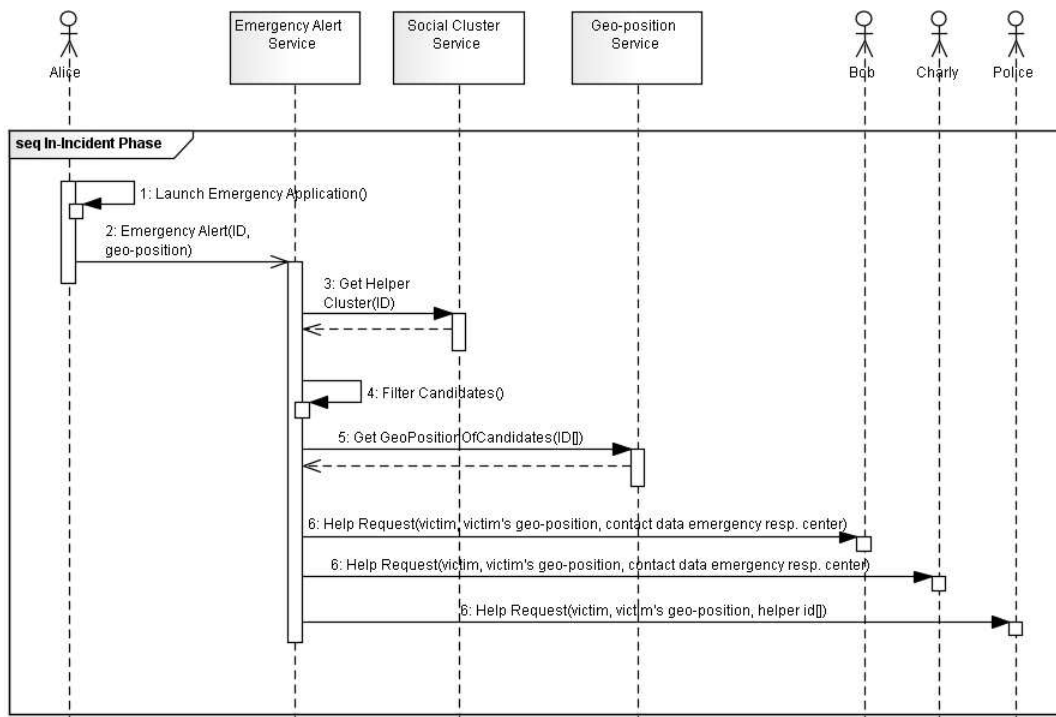 Emergency Alert
Service
Social Cluster
Service
Geo-position
Service
Alice
Bob
Charly
Police
seq In-Incident Phase
1: Launch Emergency Application()
2: Emergency Alert(ID,
geo-position)
3: Get Helper
Cluster(ID)
4: Filter Candidates()
5: Get GeoPositionOfCandidates(ID[])
6: Help Request(victim, victim's geo-position, contact data emergency resp. center)
6: Help Request(victim, victim's geo-position, contact data emergency resp. center)
6: Help Request(victim, victim's geo-position, helper id[])